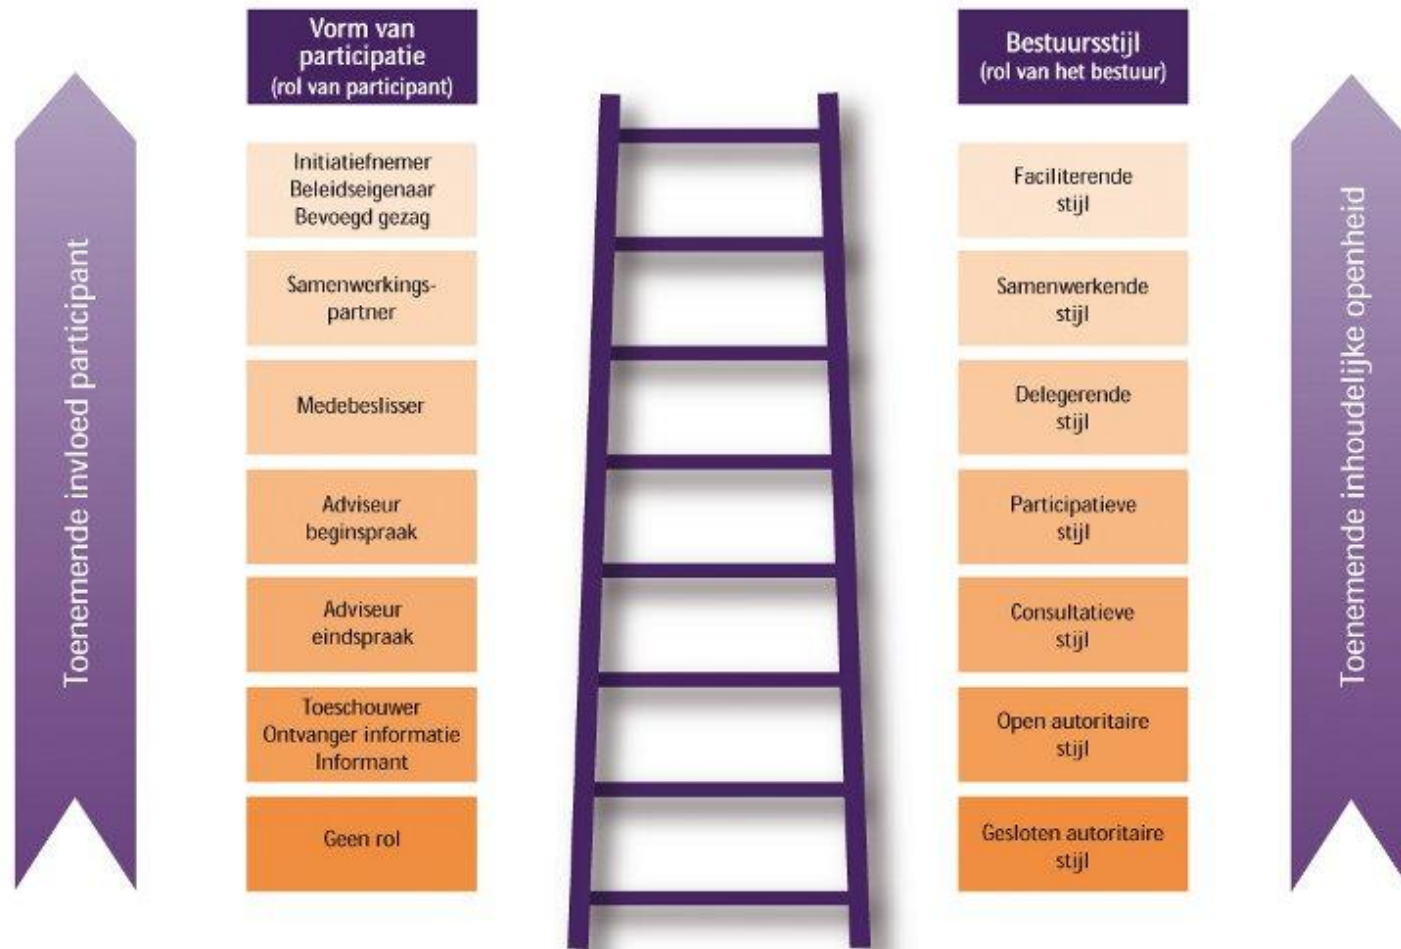 Vorm van
participatie
(rol van participant)
Bestuursstijl
(rol van het bestuur)
Toenemende invloed participant
Initiatiefnemer
Beleidseigenaar
Bevoegd gezag
Faciliterende
stijl
Samenwerkings-
partner
Samenwerkende
stijl
Medebeslisser
Delegerende
stijl
Adviseur
beginspraak
Participatieve
stijl
Adviseur
eindspraak
Consultatieve
stijl
Toeschouwer
Ontvanger informatie
Informant
Open autoritaire
stijl
Geen rol
Gesloten autoritaire
stijl
Toenemende inhoudelijke openheid